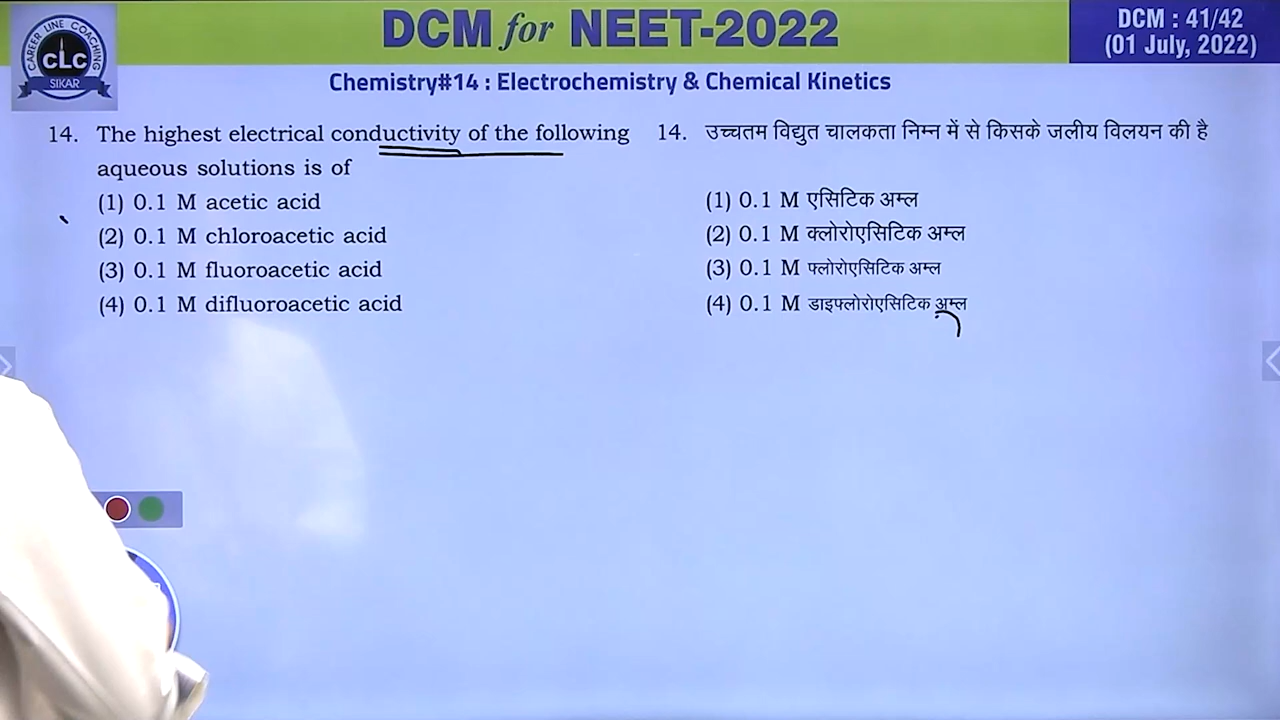 CAREER LINE COACHING
CLC
SIKAR
DCM for NEET-2022
DCM : 41/42
(01 July, 2022)
Chemistry#14 : Electrochemistry & Chemical Kinetics
14. The highest electrical conductivity of the following
aqueous solutions is of
(1) 0.1 M acetic acid
(2) 0.1 M chloroacetic acid
(3) 0.1 M fluoroacetic acid
(4) 0.1 M difluoroacetic acid
14. उच्चतम विद्युत चालकता निम्न में से किसके जलीय विलयन की है
(1) 0.1 M एसिटिक अम्ल
(2) 0.1 M क्लोरोएसिटिक अम्ल
(3) 0.1 M फ्लोरोएसिटिक अम्ल
(4) 0.1 M डाइफ्लोरोएसिटिक अम्ल